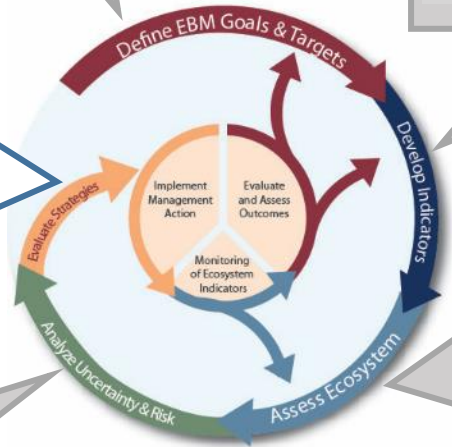 Define EBM Goals & Targets
Develop Indicators
Assess Ecosystem
Analyze Uncertainty & Risk
Evaluate Strategies
Implement
Management
Action
Evaluate
and Assess
Outcomes
Monitoring
of Ecosystem
Indicators